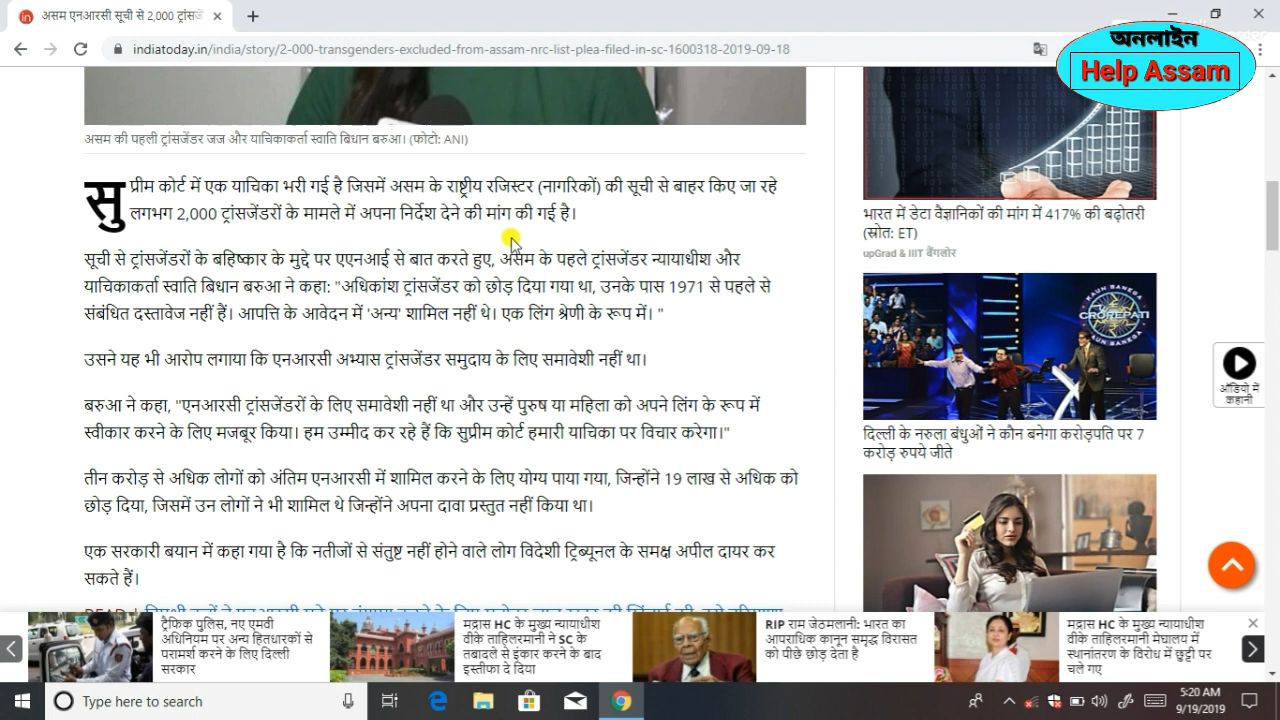 असम एनआरसी सूची से 2,000 ट्रांसजें
indiatoday.in/india/story/2-000-transgenders-excluded-from-assam-nrc-list-plea-filed-in-sc-1600318-2019-09-18
অনলাইন
Help Assam
असम की पहली ट्रांसजेंडर जज और याचिकाकर्ता स्वाति बिधान बरुआ। (फोटो: ANI)
सुप्रीम कोर्ट में एक याचिका भरी गई है जिसमें असम के राष्ट्रीय रजिस्टर (नागरिकों) की सूची से बाहर किए जा रहे
लगभग 2,000 ट्रांसजेंडरों के मामले में अपना निर्देश देने की मांग की गई है।
सूची से ट्रांसजेंडरों के बहिष्कार के मुद्दे पर एएनआई से बात करते हुए, असम के पहले ट्रांसजेंडर न्यायाधीश और
याचिकाकर्ता स्वाति बिधान बरुआ ने कहा: "अधिकांश ट्रांसजेंडर को छोड़ दिया गया था, उनके पास 1971 से पहले से
संबंधित दस्तावेज नहीं हैं। आपत्ति के आवेदन में 'अन्य' शामिल नहीं थे। एक लिंग श्रेणी के रूप में। "
उसने यह भी आरोप लगाया कि एनआरसी अभ्यास ट्रांसजेंडर समुदाय के लिए समावेशी नहीं था।
बरुआ ने कहा, "एनआरसी ट्रांसजेंडरों के लिए समावेशी नहीं था और उन्हें पुरुष या महिला को अपने लिंग के रूप में
स्वीकार करने के लिए मजबूर किया। हम उम्मीद कर रहे हैं कि सुप्रीम कोर्ट हमारी याचिका पर विचार करेगा।"
तीन करोड़ से अधिक लोगों को अंतिम एनआरसी में शामिल करने के लिए योग्य पाया गया, जिन्होंने 19 लाख से अधिक को
छोड़ दिया, जिसमें उन लोगों ने भी शामिल थे जिन्होंने अपना दावा प्रस्तुत नहीं किया था।
एक सरकारी बयान में कहा गया है कि नतीजों से संतुष्ट नहीं होने वाले लोग विदेशी ट्रिब्यूनल के समक्ष अपील दायर कर
सकते हैं।
भारत में डेटा वैज्ञानिकों की मांग में 417% की बढ़ोतरी
(स्रोत: ET)
upGrad & IIIT बैंगलोर
KAUN BANEGA
CROREPATI
दिल्ली के नरुला बंधुओं ने कौन बनेगा करोड़पति पर 7
करोड़ रुपये जीते
ऑडियो में
कहानी
ट्रैफिक पुलिस, नए एमवी
अधिनियम पर अन्य हितधारकों से
परामर्श करने के लिए दिल्ली
सरकार
मद्रास HC के मुख्य न्यायाधीश
वीके ताहिलरमानी ने SC के
तबादले से इंकार करने के बाद
इस्तीफा दे दिया
RIP राम जेठमलानी: भारत का
आपराधिक कानून समृद्ध विरासत
को पीछे छोड़ देता है
मद्रास HC के मुख्य न्यायाधीश
वीके ताहिलरमानी मेघालय में
स्थानांतरण के विरोध में छुट्टी पर
चले गए
Type here to search
5:20 AM
9/19/2019